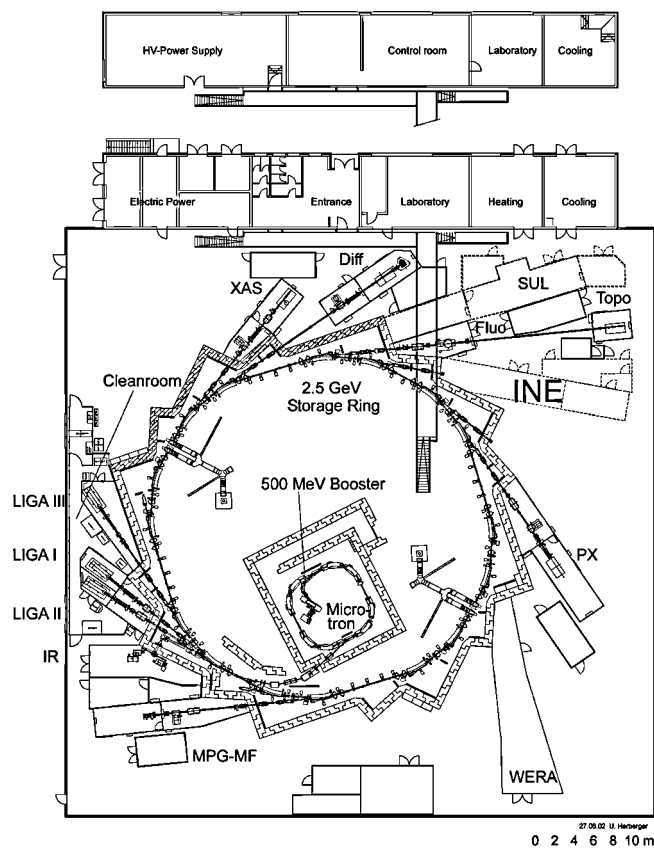 HV-Power Supply
Control room
Laboratory
Cooling
Electric Power
Entrance
Laboratory
Heating
Cooling
Diff
XAS
SUL
Topo
Fluo
Cleanroom
2.5 GeV
Storage Ring
INE
500 MeV Booster
LIGA III
LIGA I
PX
Micro-
tron
LIGA II
IR
MPG-MF
WERA
27.08.02 U. Herberger
0 2 4 6 8 10 m